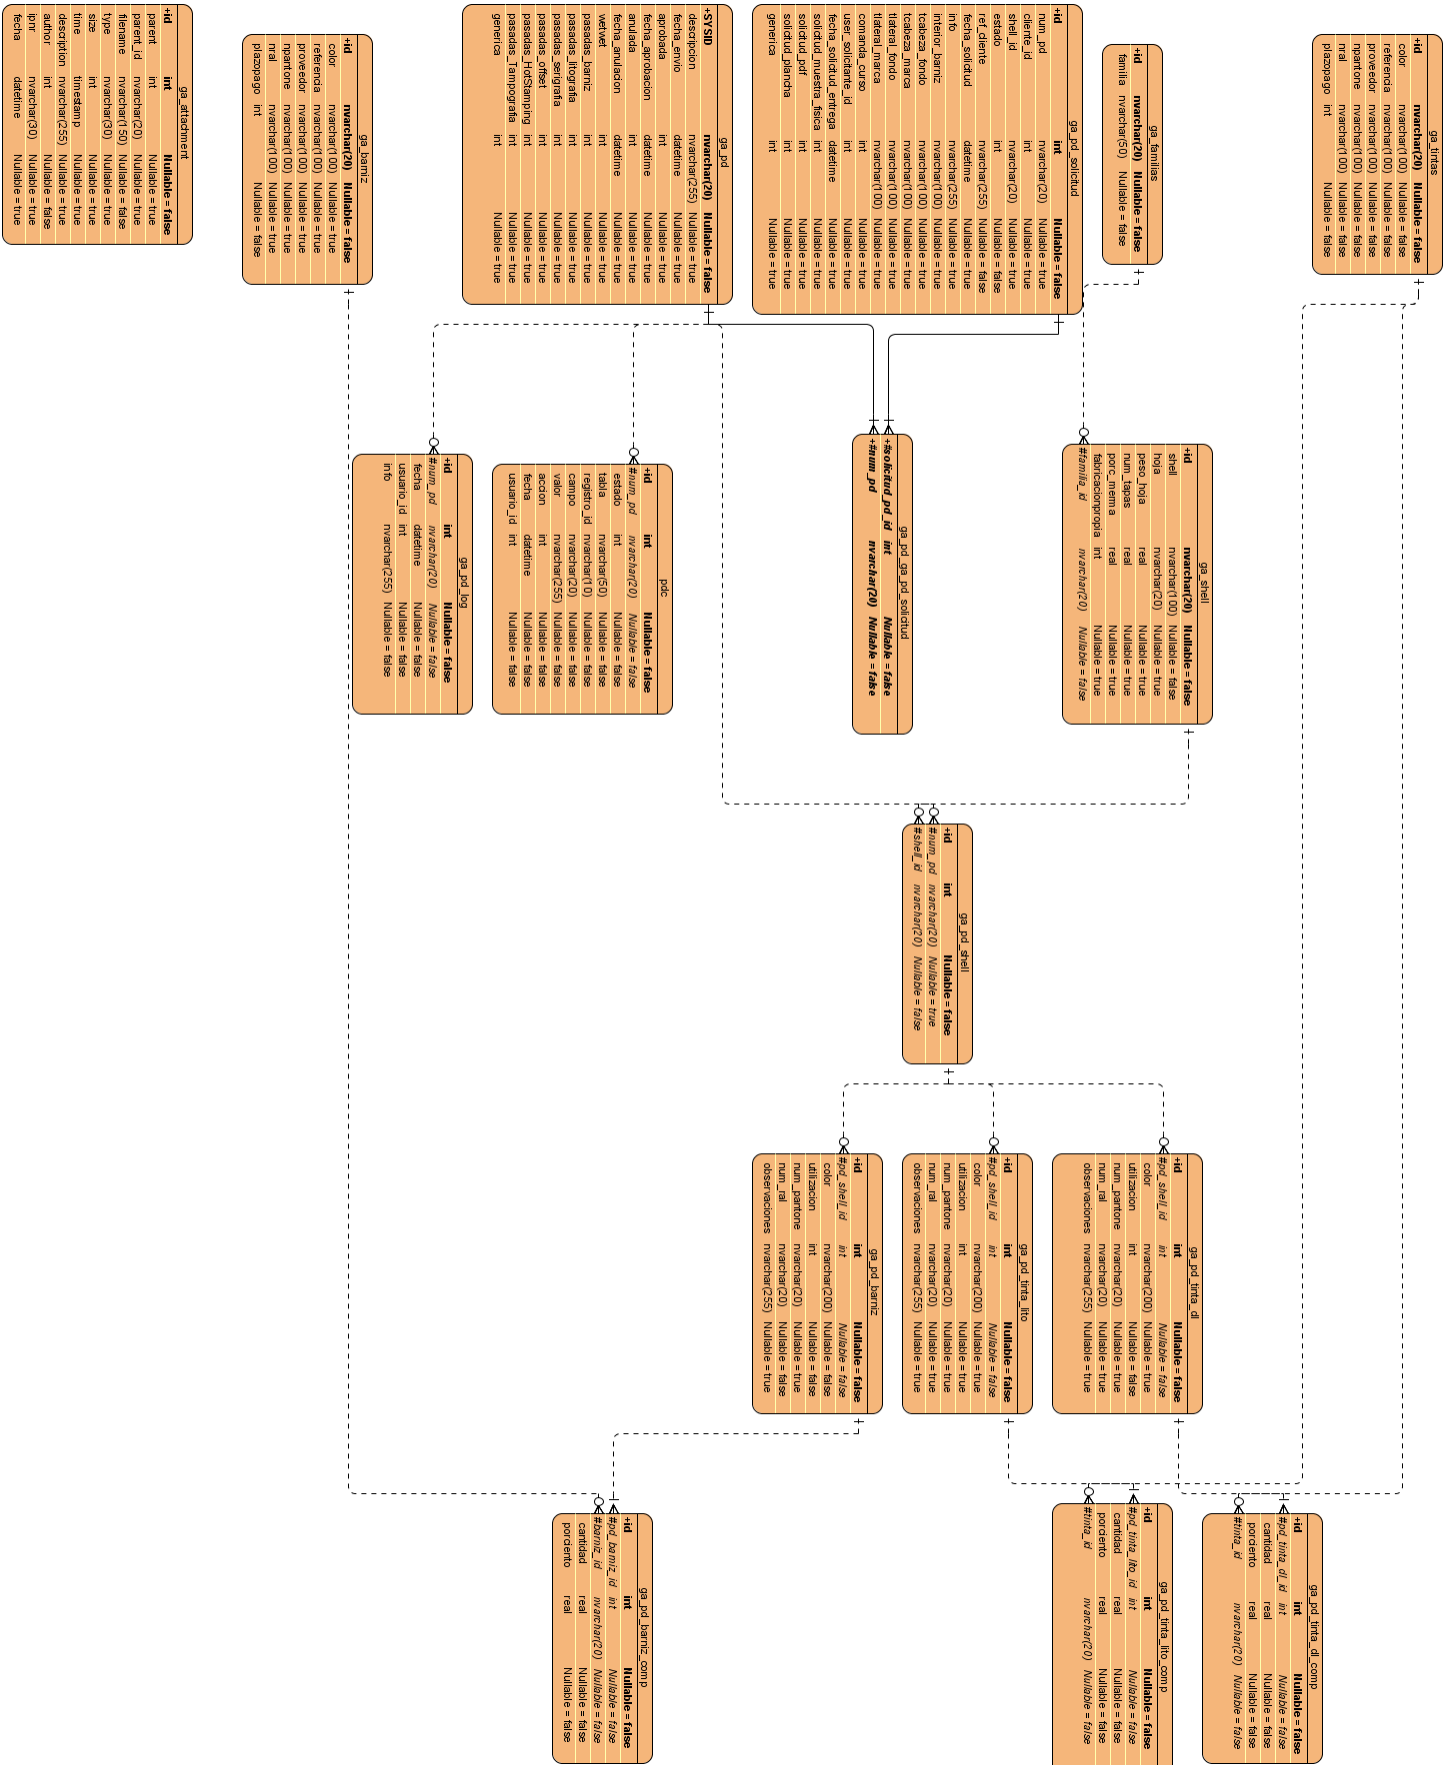 ga_tintas
+id nvarchar(20) Nullable = false
color nvarchar(100) Nullable = false
referencia nvarchar(100) Nullable = false
proveedor nvarchar(100) Nullable = false
npantone nvarchar(100) Nullable = false
nral nvarchar(100) Nullable = false
plazopago int Nullable = false
ga_familias
+id nvarchar(20) Nullable = false
familia nvarchar(50) Nullable = false
ga_pd_solicitud
+id int Nullable = false
num_pd nvarchar(20) Nullable = true
cliente_id int Nullable = true
shell_id nvarchar(20) Nullable = true
estado int Nullable = false
ref_cliente nvarchar(255) Nullable = false
fecha_solicitud datetime Nullable = true
info nvarchar(255) Nullable = true
interior_barniz nvarchar(100) Nullable = true
tcabeza_fondo nvarchar(100) Nullable = true
tcabeza_marca nvarchar(100) Nullable = true
tlateral_fondo nvarchar(100) Nullable = true
tlateral_marca nvarchar(100) Nullable = true
comanda_curso int Nullable = true
user_solicitante_id int Nullable = true
fecha_solicitud_entrega datetime Nullable = true
solicitud_muestra_fisica int Nullable = true
solicitud_pdf int Nullable = true
solicitud_plancha int Nullable = true
generica int Nullable = true
ga_pd
+SYSID nvarchar(20) Nullable = false
descripcion nvarchar(255) Nullable = true
fecha_envio datetime Nullable = true
aprobada int Nullable = true
fecha_aprobacion datetime Nullable = true
anulada int Nullable = true
fecha_anulacion datetime Nullable = true
wetwet int Nullable = true
pasadas_barniz int Nullable = true
pasadas_litografia int Nullable = true
pasadas_serigrafia int Nullable = true
pasadas_offset int Nullable = true
pasadas_HotStamping int Nullable = true
pasadas_Tampografia int Nullable = true
generica int Nullable = true
ga_barniz
+id nvarchar(20) Nullable = false
color nvarchar(100) Nullable = true
referencia nvarchar(100) Nullable = true
proveedor nvarchar(100) Nullable = true
npantone nvarchar(100) Nullable = true
nral nvarchar(100) Nullable = true
plazopago int Nullable = false
ga_attachment
+id int Nullable = false
parent int Nullable = true
parent_id nvarchar(20) Nullable = true
filename nvarchar(150) Nullable = false
type nvarchar(30) Nullable = true
size int Nullable = true
time timestamp Nullable = true
description nvarchar(255) Nullable = true
author int Nullable = false
ipnr nvarchar(30) Nullable = true
fecha datetime Nullable = true
ga_shell
+id nvarchar(20) Nullable = false
shell nvarchar(100) Nullable = false
hoja nvarchar(20) Nullable = true
peso_hoja real Nullable = true
num_tapas real Nullable = true
porc_merma real Nullable = true
fabricacionpropia int Nullable = true
#familia_id nvarchar(20) Nullable = false
ga_pd_ga_pd_solicitud
+#solicitud_pd_id int Nullable = false
+#num_pd nvarchar(20) Nullable = false
pdc
+id int Nullable = false
#num_pd nvarchar(20) Nullable = false
estado int Nullable = false
tabla nvarchar(50) Nullable = false
registro_id nvarchar(10) Nullable = false
campo nvarchar(20) Nullable = false
valor nvarchar(255) Nullable = false
accion int Nullable = false
fecha datetime Nullable = false
usuario_id int Nullable = false
ga_pd_log
+id int Nullable = false
#num_pd nvarchar(20) Nullable = false
fecha datetime Nullable = false
usuario_id int Nullable = false
info nvarchar(255) Nullable = false
ga_pd_shell
+id int Nullable = false
#num_pd nvarchar(20) Nullable = true
#shell_id nvarchar(20) Nullable = false
ga_pd_tinta_dl
+id int Nullable = false
#pd_shell_id int Nullable = false
color nvarchar(200) Nullable = false
utilizacion int Nullable = false
num_pantone nvarchar(20) Nullable = true
num_ral nvarchar(20) Nullable = true
observaciones nvarchar(255) Nullable = true
ga_pd_tinta_lito
+id int Nullable = false
#pd_shell_id int Nullable = false
color nvarchar(200) Nullable = false
utilizacion int Nullable = false
num_pantone nvarchar(20) Nullable = true
num_ral nvarchar(20) Nullable = true
observaciones nvarchar(255) Nullable = true
ga_pd_barniz
+id int Nullable = false
#pd_shell_id int Nullable = false
color nvarchar(200) Nullable = false
utilizacion int Nullable = false
num_pantone nvarchar(20) Nullable = true
num_ral nvarchar(20) Nullable = true
observaciones nvarchar(255) Nullable = true
ga_pd_tinta_dl_comp
+id int Nullable = false
#pd_tinta_dl_id int Nullable = false
cantidad real Nullable = false
porciento real Nullable = false
#tinta_id nvarchar(20) Nullable = false
ga_pd_tinta_lito_comp
+id int Nullable = false
#pd_tinta_lito_id int Nullable = false
cantidad real Nullable = false
porciento real Nullable = false
#tinta_id nvarchar(20) Nullable = false
ga_pd_barniz_comp
+id int Nullable = false
#pd_barniz_id int Nullable = false
#barniz_id nvarchar(20) Nullable = false
cantidad real Nullable = false
porciento real Nullable = false